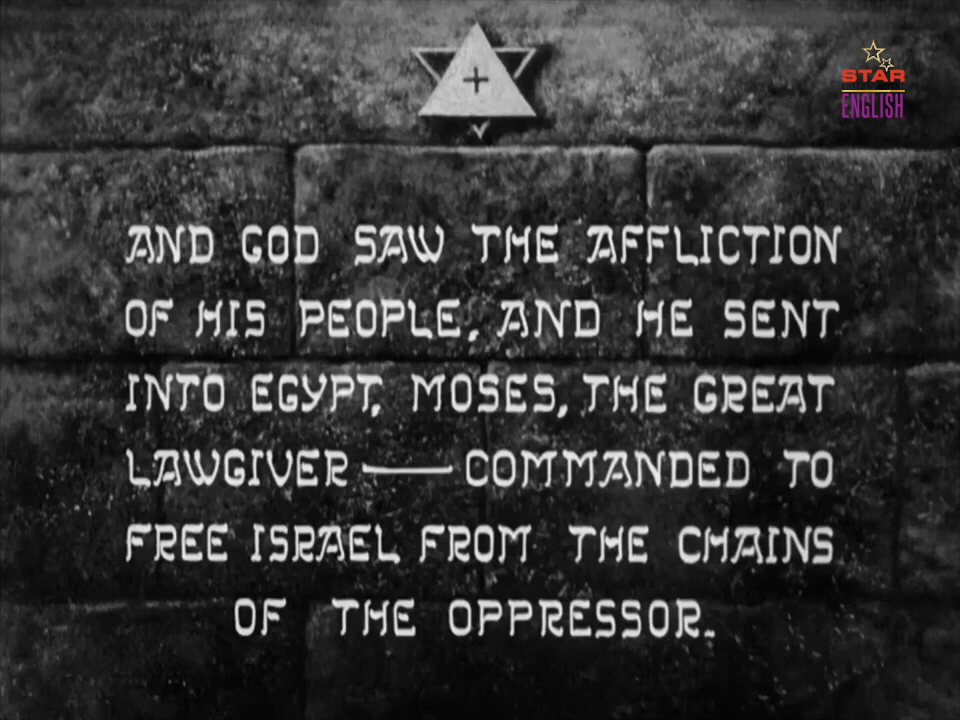 STAR
ENGLISH
AND GOD SAW THE AFFLICTION
OF HIS PEOPLE, AND HE SENT
INTO EGYPT, MOSES, THE GREAT
LAWGIVER — COMMANDED TO
FREE ISRAEL FROM THE CHAINS
OF THE OPPRESSOR.